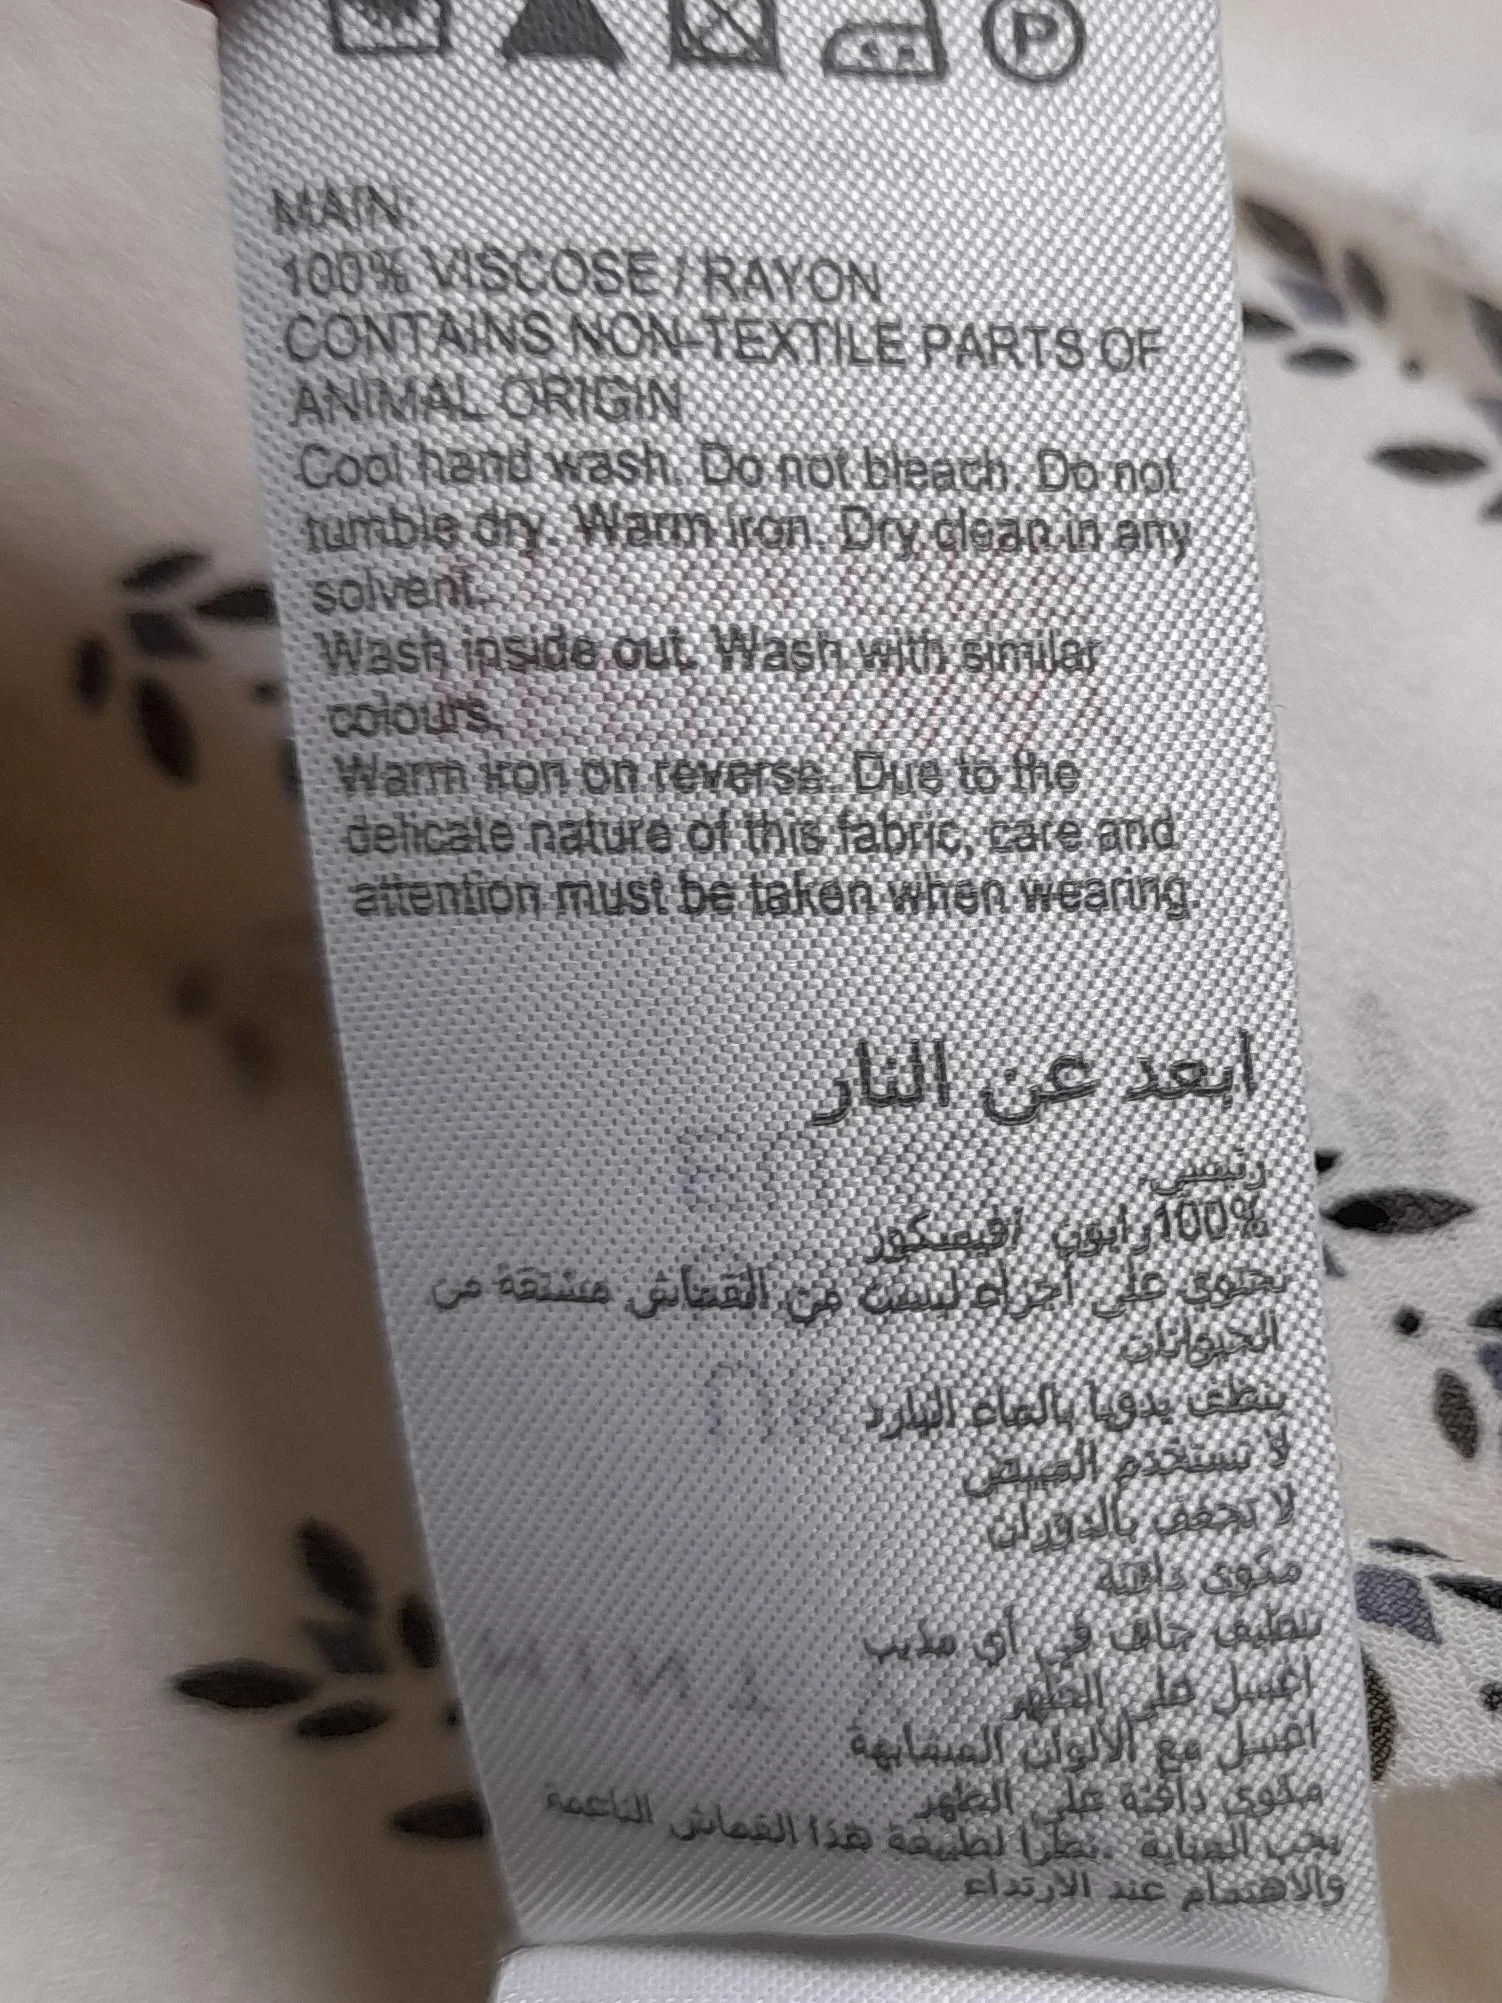 P
MAIN:
100% VISCOSE / RAYON
CONTAINS NON-TEXTILE PARTS OF
ANIMAL ORIGIN
Cool hand wash. Do not bleach. Do not
tumble dry. Warm iron. Dry clean in any
solvent.
Wash inside out. Wash with similar
colours.
Warm iron on reverse. Due to the
delicate nature of this fabric, care and
attention must be taken when wearing.
ابعد عن النار
رئيسي:
100% رايون / فيسكوز
يحتوي على أجزاء ليست من القماش مشتقة من
الحيوانات
ينظف يدويا بالماء البارد
لا تستخدم المبيض
لا تجفف بالدوران
مكوى دافئة
تنظيف جاف في أي مذيب
اغسل على الظهر
اغسل مع الألوان المشابهة
مكوى دافئة على الظهر
يجب العناية . نظرا لطبيعة هذا القماش الناعمة
والاهتمام عند الارتداء